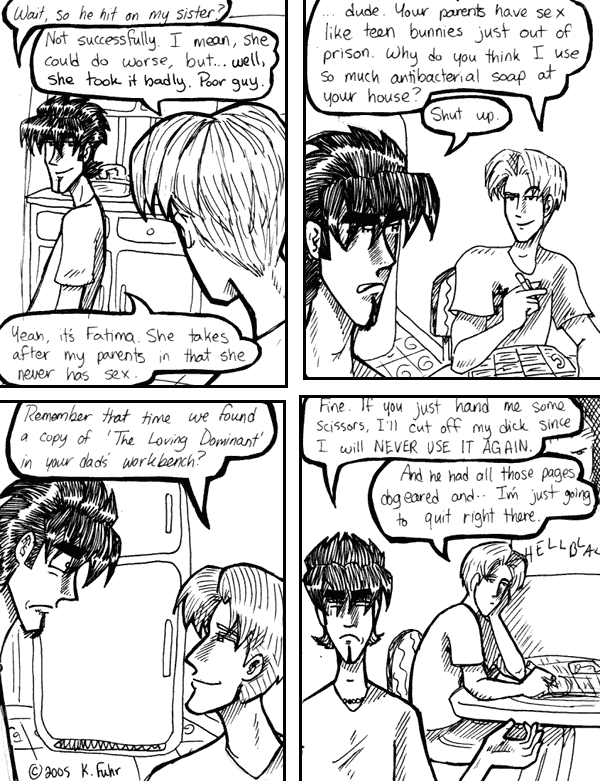 Wait, so he hit on my sister?
Not successfully. I mean, she
could do worse, but... well,
she took it badly. Poor guy.
Yeah, it's Fatima. She takes
after my parents in that she
never has sex.
... dude. Your parents have sex
like teen bunnies just out of
prison. Why do you think I use
so much antibacterial soap at
your house?
Shut up.
Remember that time we found
a copy of 'The Loving Dominant'
in your dad's workbench?
©2005 K. Fuhr
Fine. If you just hand me some
scissors, I'll cut off my dick since
I will NEVER USE IT AGAIN.
And he had all those pages
dogeared and.. I'm just going
to quit right there.
HELLBLA